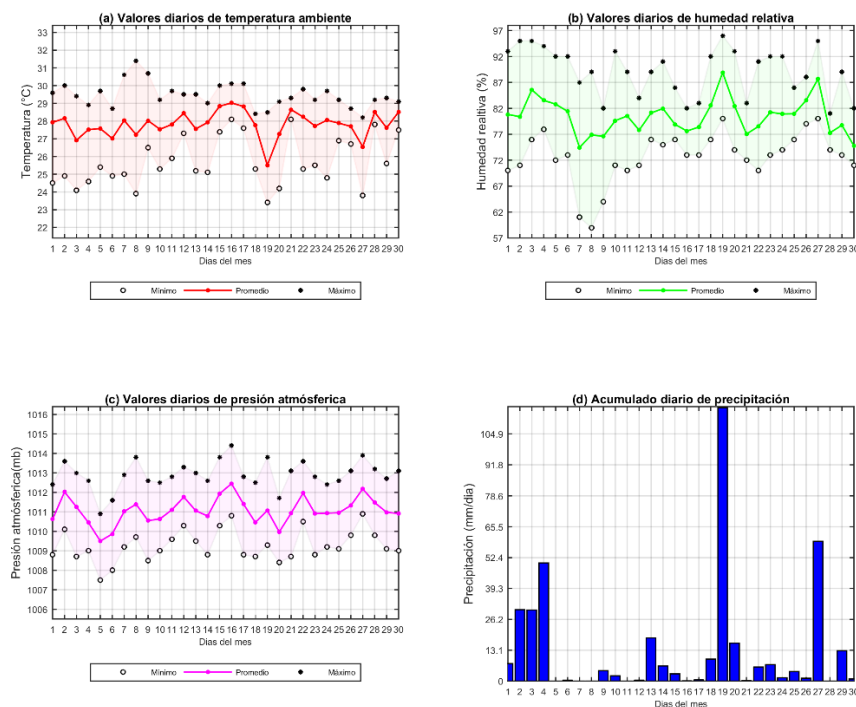 (a) Valores diarios de temperatura ambiente
Temperatura (°C)
33
32
31
30
29
28
27
26
25
24
23
22
1 2 3 4 5 6 7 8 9 10 11 12 13 14 15 16 17 18 19 20 21 22 23 24 25 26 27 28 29 30
Dias del mes
Mínimo Promedio Máximo
(b) Valores diarios de humedad relativa
Humedad realtiva (%)
97
92
87
82
77
72
67
62
57
1 2 3 4 5 6 7 8 9 10 11 12 13 14 15 16 17 18 19 20 21 22 23 24 25 26 27 28 29 30
Dias del mes
Mínimo Promedio Máximo
(c) Valores diarios de presión atmósferica
Presión atmósferica(mb)
1016
1015
1014
1013
1012
1011
1010
1009
1008
1007
1006
1 2 3 4 5 6 7 8 9 10 11 12 13 14 15 16 17 18 19 20 21 22 23 24 25 26 27 28 29 30
Dias del mes
Mínimo Promedio Máximo
(d) Acumulado diario de precipitación
Precipitación (mm/día)
104.9
91.8
78.6
65.5
52.4
39.3
26.2
13.1
0
1 2 3 4 5 6 7 8 9 10 11 12 13 14 15 16 17 18 19 20 21 22 23 24 25 26 27 28 29 30
Dias del mes